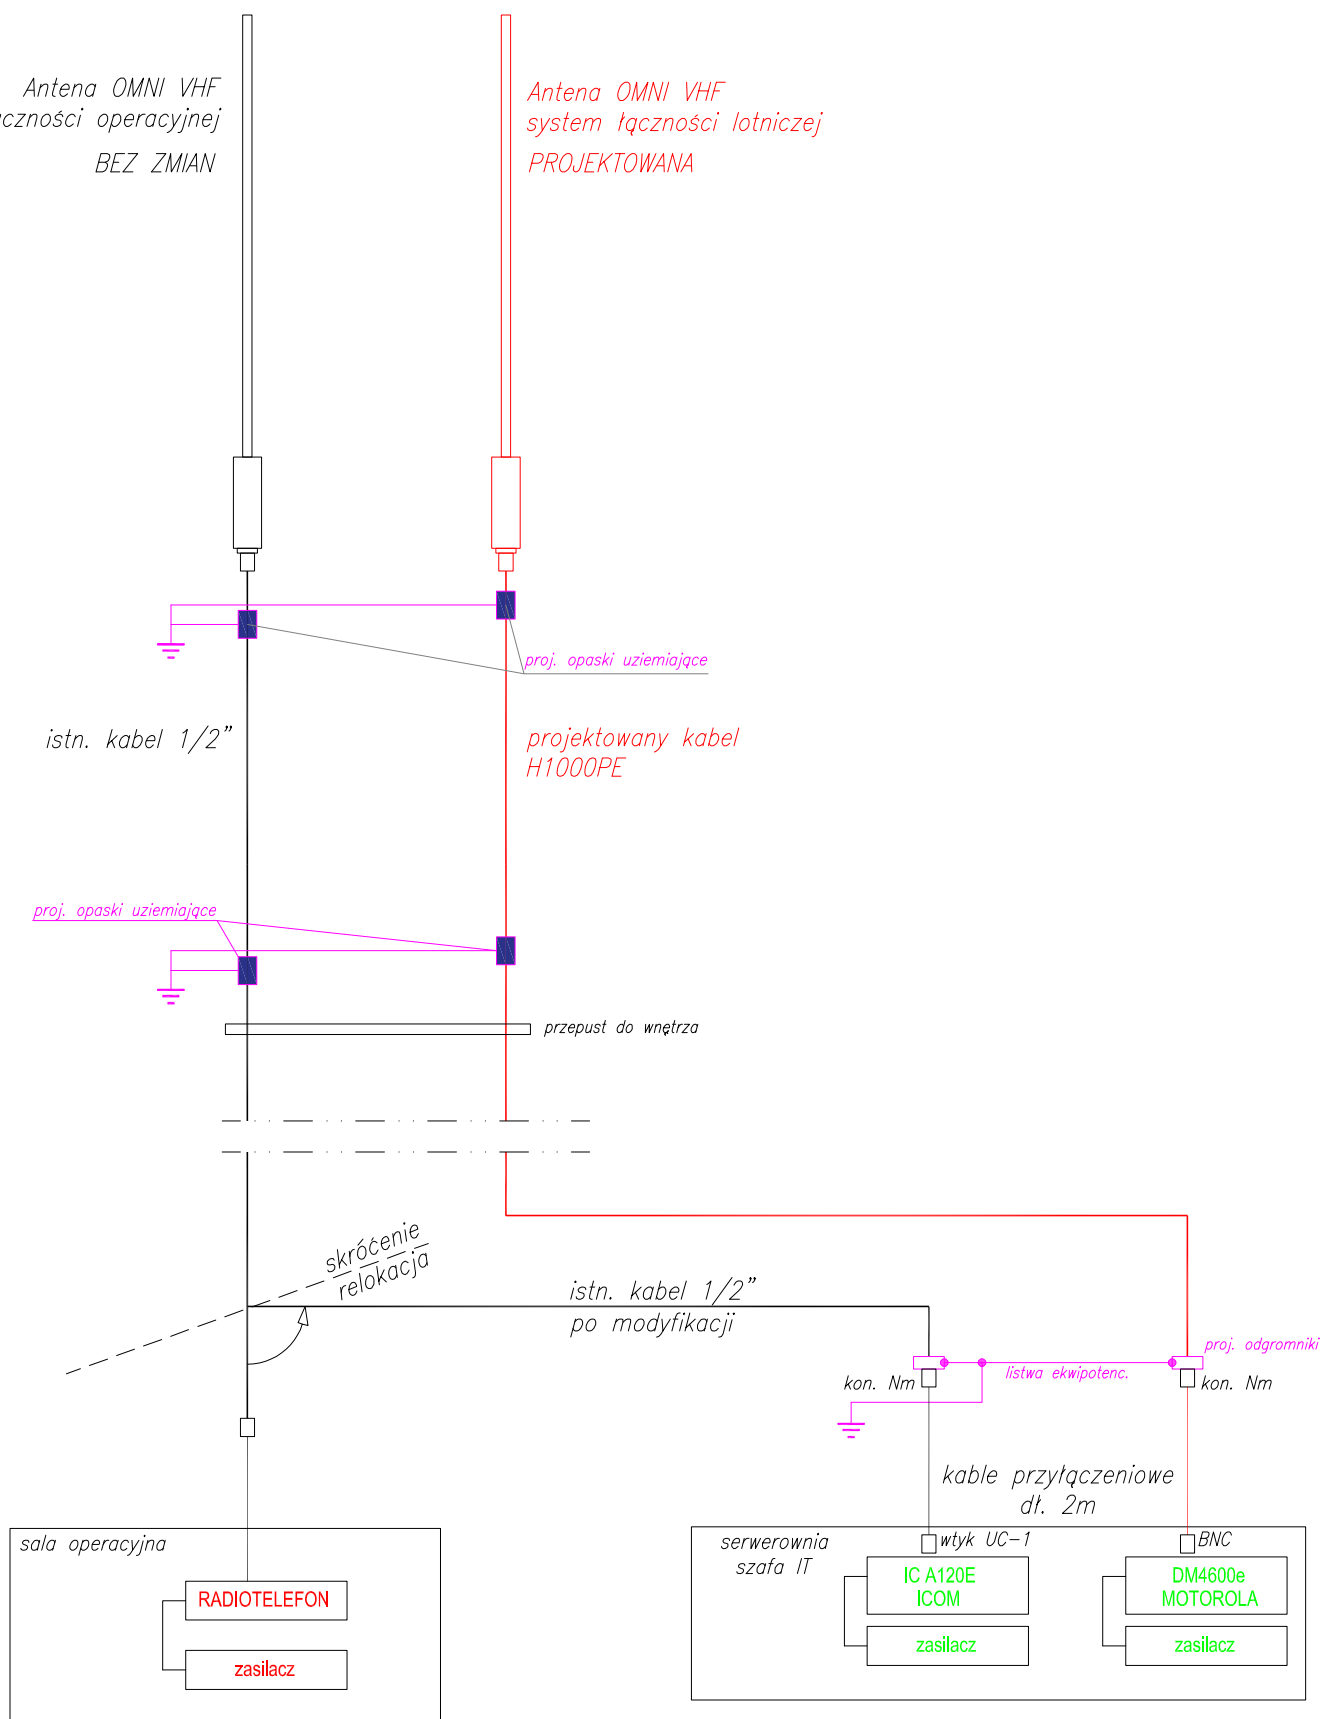 Antena OMNI VHF
łączności operacyjnej
BEZ ZMIAN
Antena OMNI VHF
system łączności lotniczej
PROJEKTOWANA
proj. opaski uziemiające
istn. kabel 1/2”
projektowany kabel
H1000PE
proj. opaski uziemiające
przepust do wnętrza
skrócenie
relokacja
istn. kabel 1/2”
po modyfikacji
proj. odgromniki
listwa ekwipotenc.
kon. Nm
kon. Nm
kable przyłączeniowe
dł. 2m
sala operacyjna
RADIOTELEFON
zasilacz
serwerownia
szafa IT
wtyk UC-1
BNC
IC A120E
ICOM
zasilacz
DM4600e
MOTOROLA
zasilacz